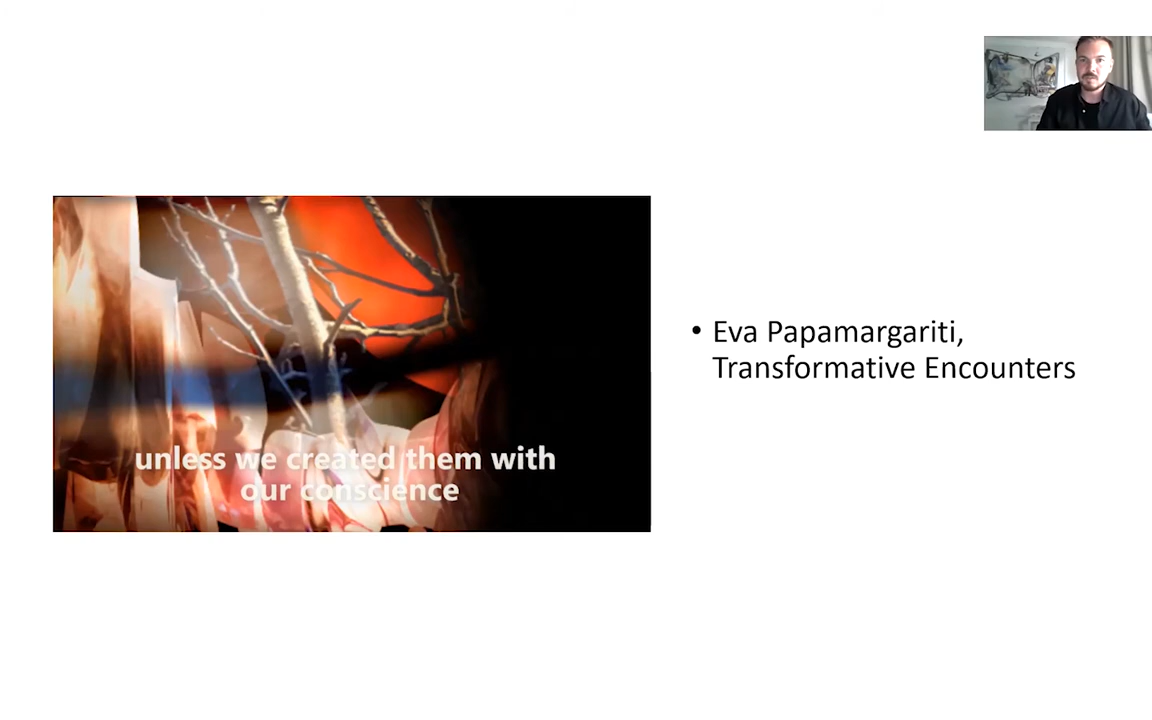 unless we created them with
our conscience
• Eva Papamargariti,
Transformative Encounters